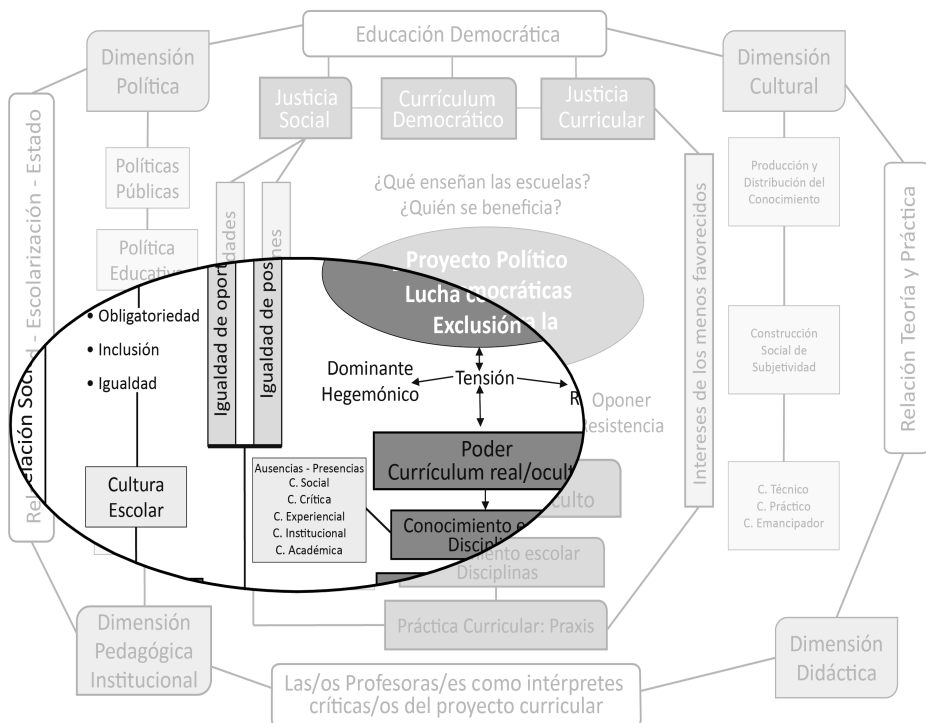 Educación Democrática
Dimensión
Política
Dimensión
Cultural
Justicia
Social
Currículum
Democrático
Justicia
Curricular
Relación Social - Escolarización - Estado
Políticas
Públicas
Política
Educativa
• Obligatoriedad
• Inclusión
• Igualdad
Cultura
Escolar
Igualdad de oportunidades
Igualdad de posiciones
¿Qué enseñan las escuelas?
¿Quién se beneficia?
Proyecto Político
Lucha
democráticas
Exclusión
la
Dominante
Hegemónico
Tensión
Oponer
Resistencia
Poder
Currículum real/oculto
Ausencias - Presencias
C. Social
C. Crítica
C. Experiencial
C. Institucional
C. Académica
Conocimiento escolar
Disciplinas
Práctica Curricular: Praxis
Intereses de los menos favorecidos
Producción y
Distribución del
Conocimiento
Construcción
Social de
Subjetividad
C. Técnico
C. Práctico
C. Emancipador
Relación Teoría y Práctica
Dimensión
Pedagógica
Institucional
Las/os Profesoras/es como intérpretes
críticas/os del proyecto curricular
Dimensión
Didáctica